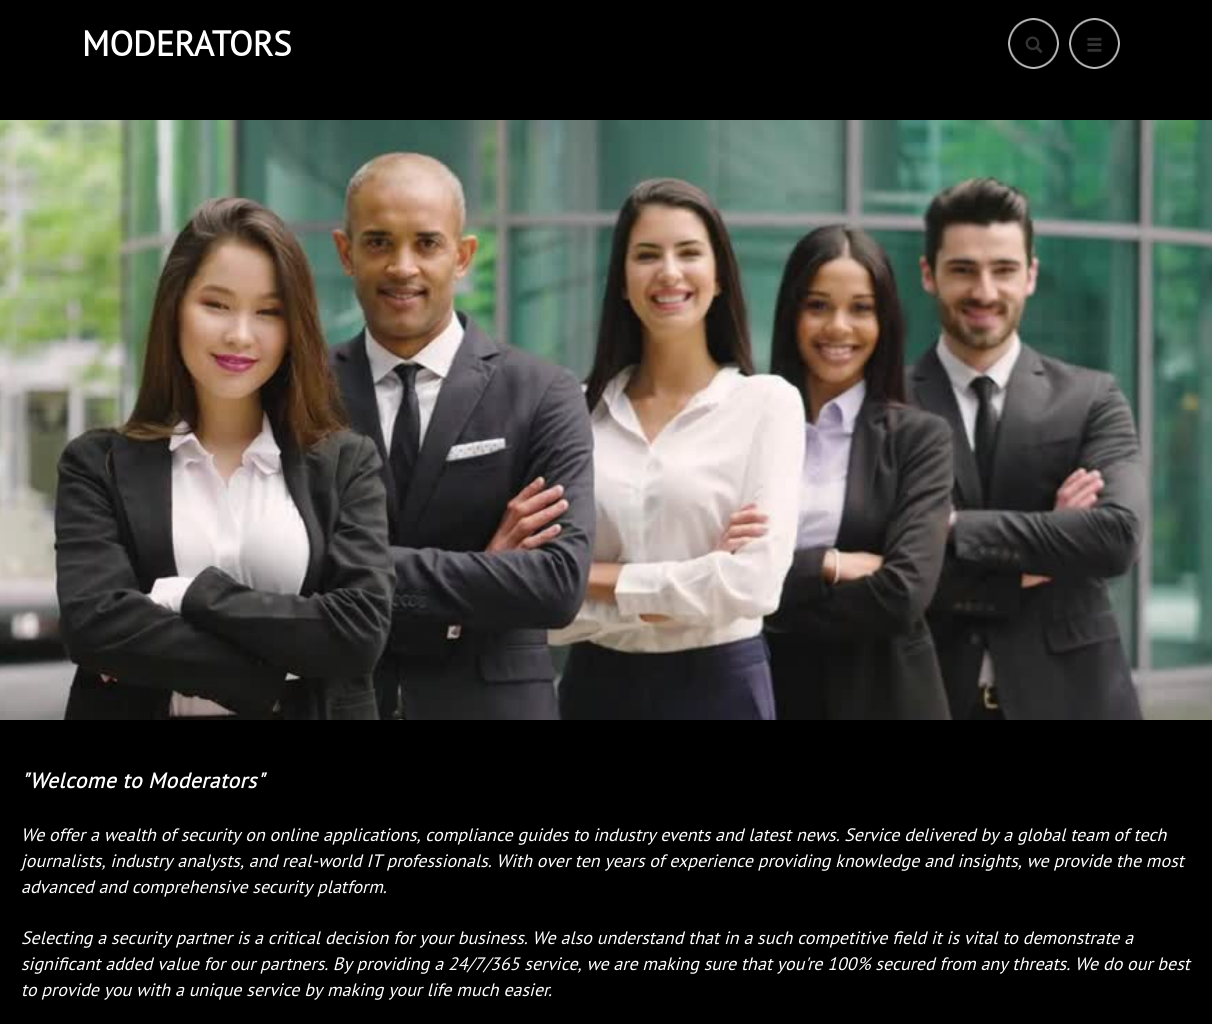 MODERATORS
"Welcome to Moderators"
We offer a wealth of security on online applications, compliance guides to industry events and latest news. Service delivered by a global team of tech
journalists, industry analysts, and real-world IT professionals. With over ten years of experience providing knowledge and insights, we provide the most
advanced and comprehensive security platform.
Selecting a security partner is a critical decision for your business. We also understand that in a such competitive field it is vital to demonstrate a
significant added value for our partners. By providing a 24/7/365 service, we are making sure that you're 100% secured from any threats. We do our best
to provide you with a unique service by making your life much easier.